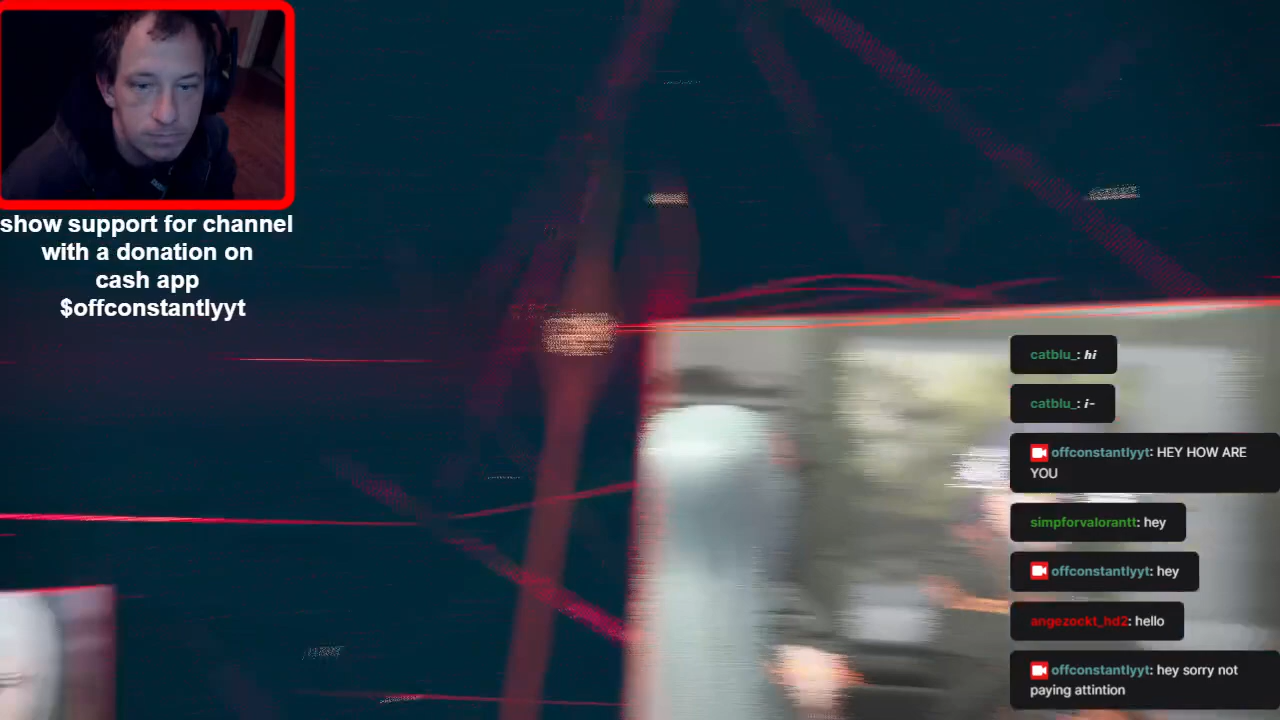 show support for channel
with a donation on
cash app
$offconstantlyyt
catblu_: hi
catblu_: i-
offconstantlyyt: HEY HOW ARE
YOU
simpforvalorantt: hey
offconstantlyyt: hey
angezockt_hd2: hello
offconstantlyyt: hey sorry not
paying attintion